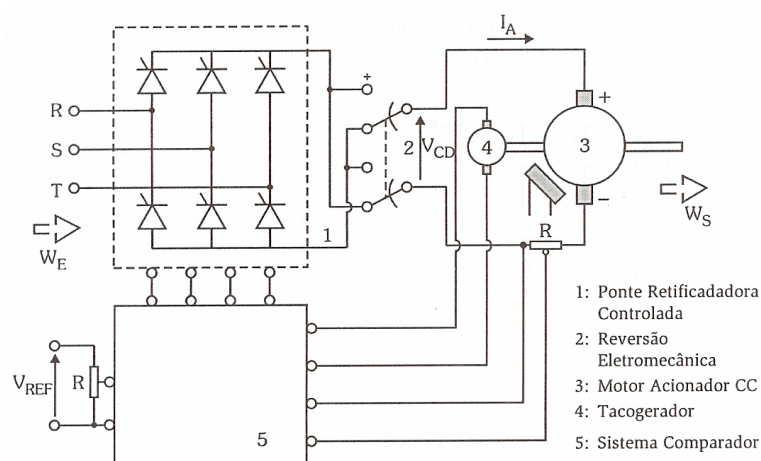 I_A
+
R
S
T
2
V_CD
4
+
3
-
1
R
W_E
W_S
V_REF
R
5
1: Ponte Retificadadora
Controlada
2: Reversão
Eletromecânica
3: Motor Acionador CC
4: Tacogerador
5: Sistema Comparador